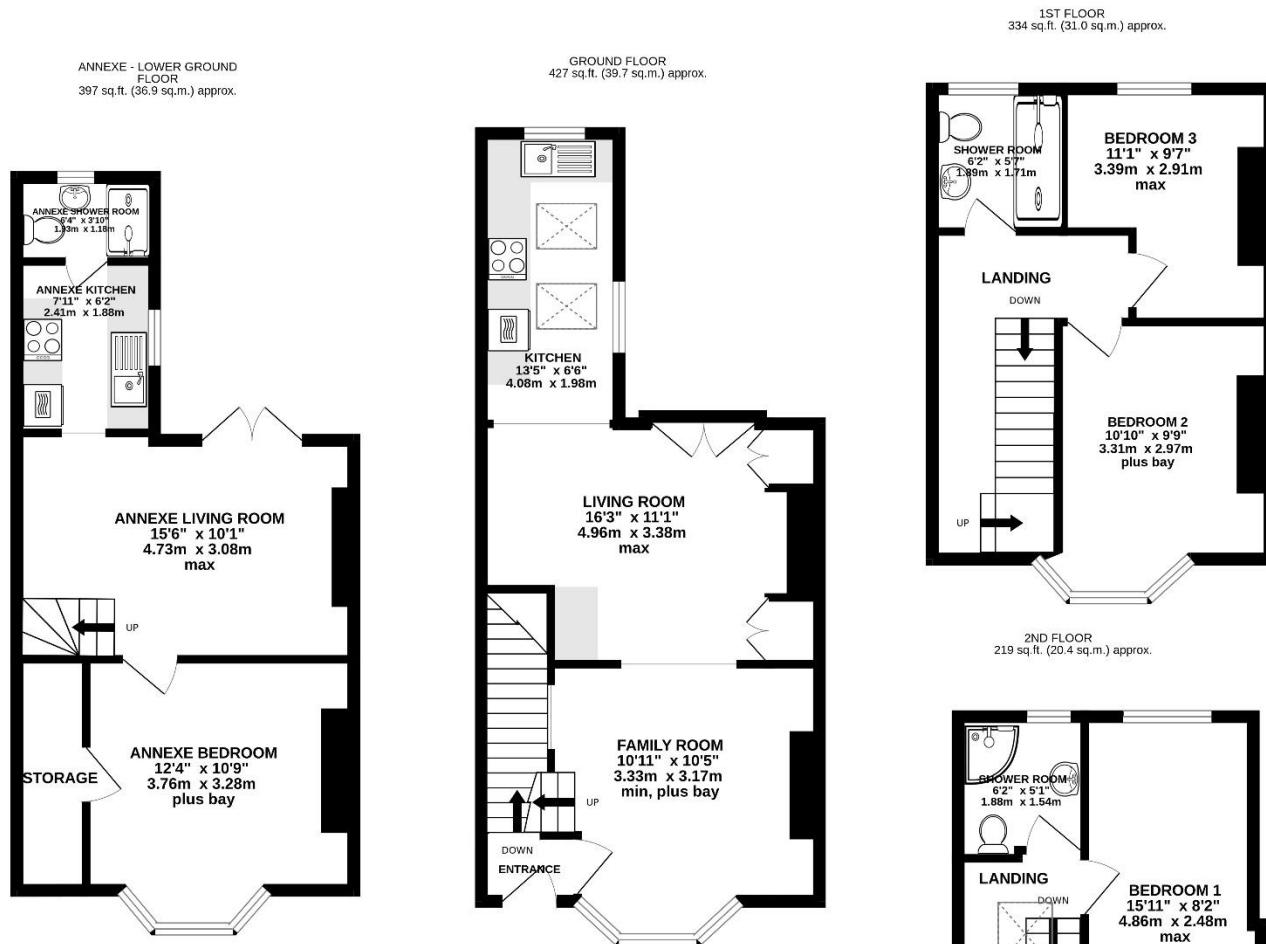 ANNEXE - LOWER GROUND
FLOOR
397 sq.ft. (36.9 sq.m.) approx.
ANNEXE SHOWER ROOM
6'4" x 3'10"
1.93m x 1.18m
ANNEXE KITCHEN
7'11" x 6'2"
2.41m x 1.88m
ANNEXE LIVING ROOM
15'6" x 10'1"
4.73m x 3.08m
max
UP
ANNEXE BEDROOM
12'4" x 10'9"
3.76m x 3.28m
plus bay
STORAGE
GROUND FLOOR
427 sq.ft. (39.7 sq.m.) approx.
KITCHEN
13'5" x 6'6"
4.08m x 1.98m
LIVING ROOM
16'3" x 11'1"
4.96m x 3.38m
max
FAMILY ROOM
10'11" x 10'5"
3.33m x 3.17m
min, plus bay
UP
DOWN
ENTRANCE
1ST FLOOR
334 sq.ft. (31.0 sq.m.) approx.
SHOWER ROOM
6'2" x 5'7"
1.89m x 1.71m
BEDROOM 3
11'1" x 9'7"
3.39m x 2.91m
max
LANDING
DOWN
BEDROOM 2
10'10" x 9'9"
3.31m x 2.97m
plus bay
UP
2ND FLOOR
219 sq.ft. (20.4 sq.m.) approx.
SHOWER ROOM
6'2" x 5'1"
1.88m x 1.54m
LANDING
DOWN
BEDROOM 1
15'11" x 8'2"
4.86m x 2.48m
max